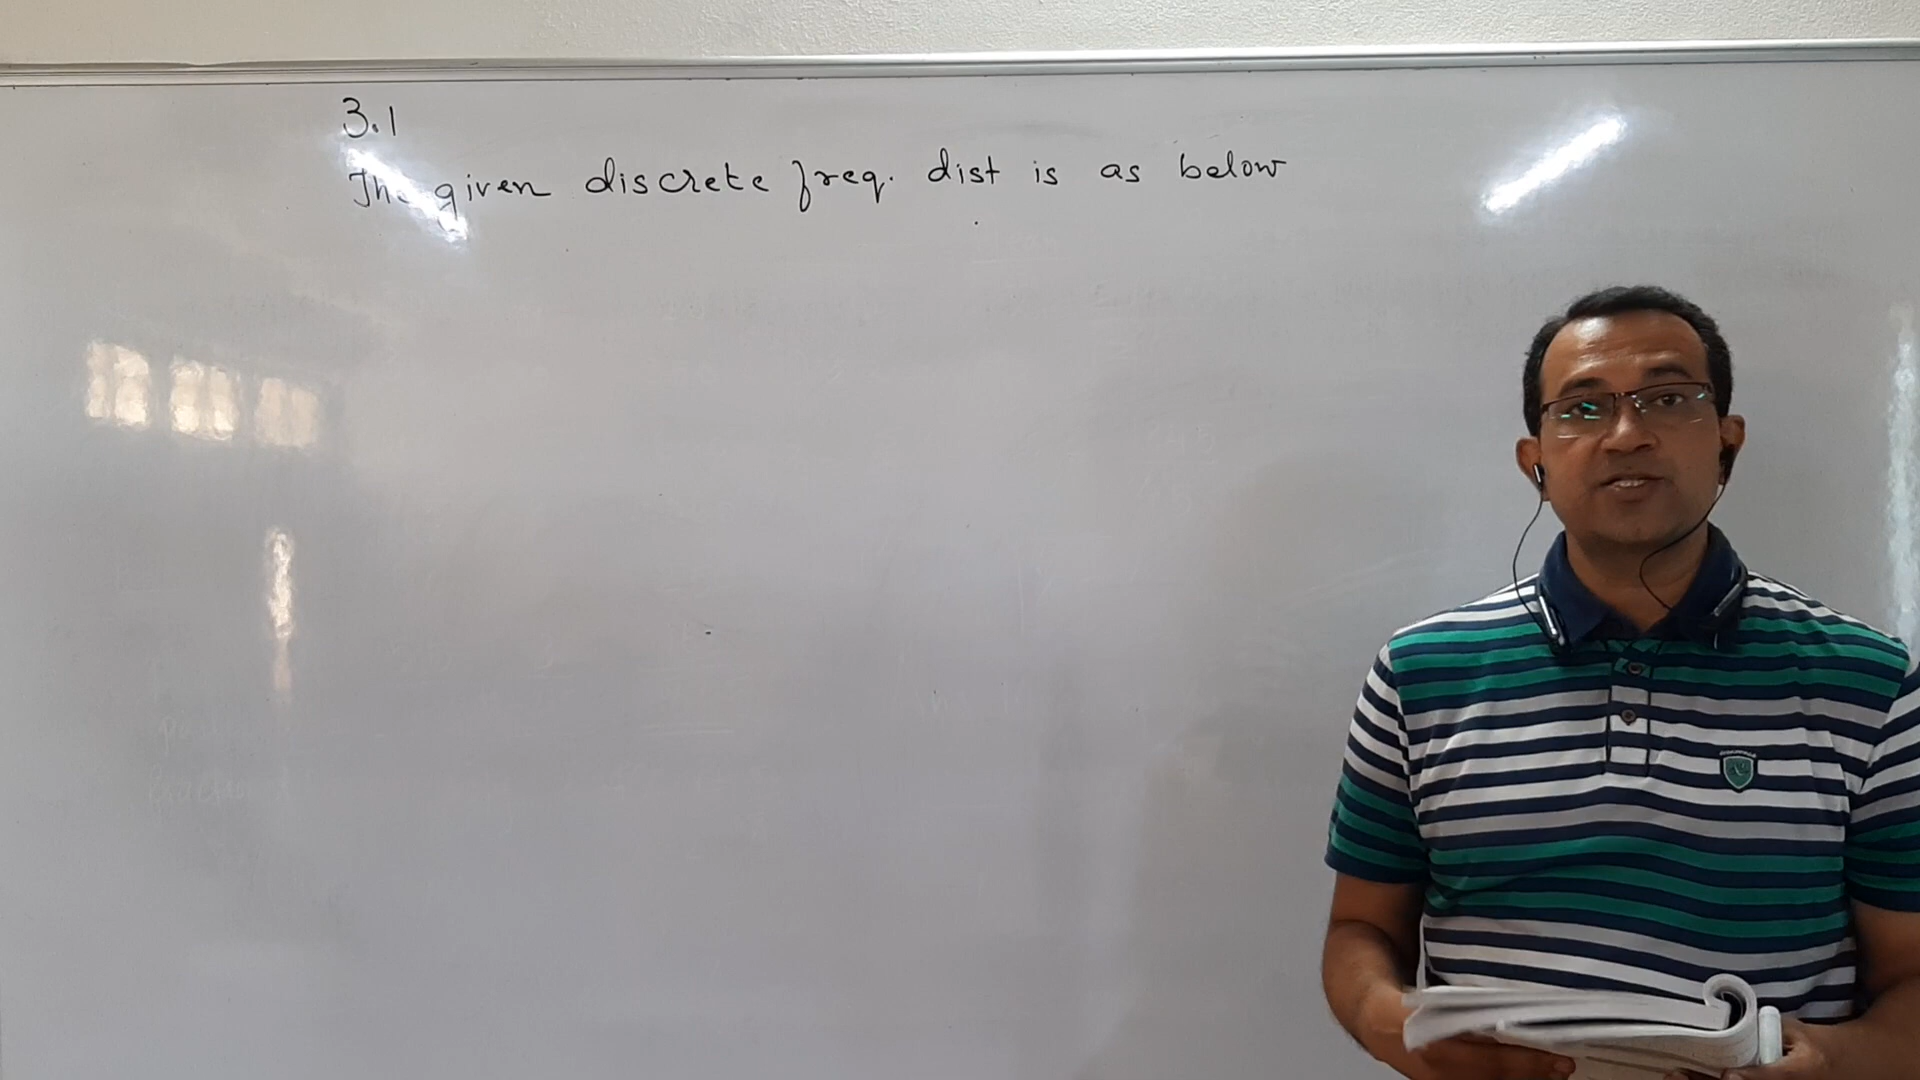 3.1
The given discrete freq. dist is as below